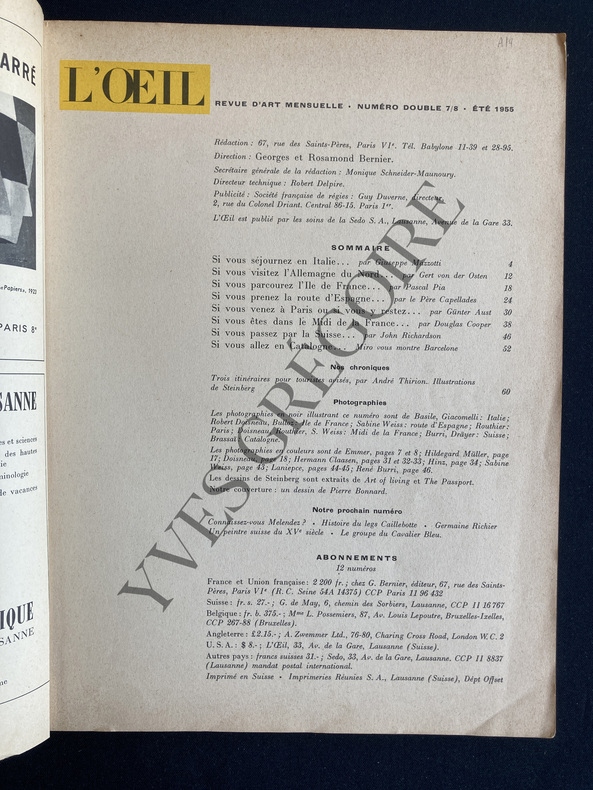 ARRÉ
«Papiers», 1923
PARIS 8e
SANNE
es et sciences
des hautes
ie
minologie
de vacances
IQUE
SANNE
ne
L'ŒIL
REVUE D'ART MENSUELLE • NUMÉRO DOUBLE 7/8 • ÉTÉ 1955
Rédaction : 67, rue des Saints-Pères, Paris VIe. Tél. Babylone 11-39 et 28-95.
Direction : Georges et Rosamond Bernier.
Secrétaire générale de la rédaction : Monique Schneider-Maunoury.
Directeur technique : Robert Delpire.
Publicité : Société française de régies : Guy Duverne, directeur,
2, rue du Colonel Driant. Central 86-15. Paris Ier.
L'Œil est publié par les soins de la Sedo S. A., Lausanne, Avenue de la Gare 33.
SOMMAIRE
Si vous séjournez en Italie... par Giuseppe Mazzotti 4
Si vous visitez l'Allemagne du Nord... par Gert von der Osten 12
Si vous parcourez l'Ile de France... par Pascal Pia 18
Si vous prenez la route d'Espagne... par le Père Capellades 24
Si vous venez à Paris ou si vous y restez... par Günter Aust 30
Si vous êtes dans le Midi de la France... par Douglas Cooper 38
Si vous passez par la Suisse... par John Richardson 46
Si vous allez en Catalogne... Miro vous montre Barcelone 52
Nos chroniques
Trois itinéraires pour touristes avisés, par André Thirion. Illustrations
de Steinberg 60
Photographies
Les photographies en noir illustrant ce numéro sont de Basile, Giacomelli : Italie ;
Robert Doisneau, Bulloz : Ile de France ; Sabine Weiss : route d'Espagne ; Routhier :
Paris ; Doisneau, Routhier, S. Weiss : Midi de la France ; Burri, Dräyer : Suisse ;
Brassaï : Catalogne.
Les photographies en couleurs sont de Emmer, pages 7 et 8 ; Hildegard Müller, page
17 ; Doisneau, page 18 ; Hermann Claasen, pages 31 et 32-33 ; Hinz, page 34 ; Sabine
Weiss, page 43 ; Laniepce, pages 44-45 ; René Burri, page 46.
Les dessins de Steinberg sont extraits de Art of living et The Passport.
Notre couverture : un dessin de Pierre Bonnard.
Notre prochain numéro
Connaissez-vous Melendez ? • Histoire du legs Caillebotte • Germaine Richier
Un peintre suisse du XVe siècle • Le groupe du Cavalier Bleu.
ABONNEMENTS
12 numéros
France et Union française : 2 200 fr. ; chez G. Bernier, éditeur, 67, rue des Saints-
Pères, Paris VIe (R. C. Seine 54A 14375) CCP Paris 11 96 432
Suisse : fr. s. 27.- ; G. de May, 6, chemin des Sorbiers, Lausanne, CCP II 16 767
Belgique : fr. b. 375.- ; Mme L. Possemiers, 87, Av. Louis Lepoutre, Bruxelles-Ixelles,
CCP 267-88 (Bruxelles).
Angleterre : £2.15.- ; A. Zwemmer Ltd., 76-80, Charing Cross Road, London W. C. 2
U. S. A. : $ 8.- ; L'Œil, 33, Av. de la Gare, Lausanne (Suisse).
Autres pays : francs suisses 31.- ; Sedo, 33, Av. de la Gare, Lausanne. CCP II 8837
(Lausanne) mandat postal international.
Imprimé en Suisse • Imprimeries Réunies S. A., Lausanne (Suisse), Dépt Offset
YVES GRÉGOIRE